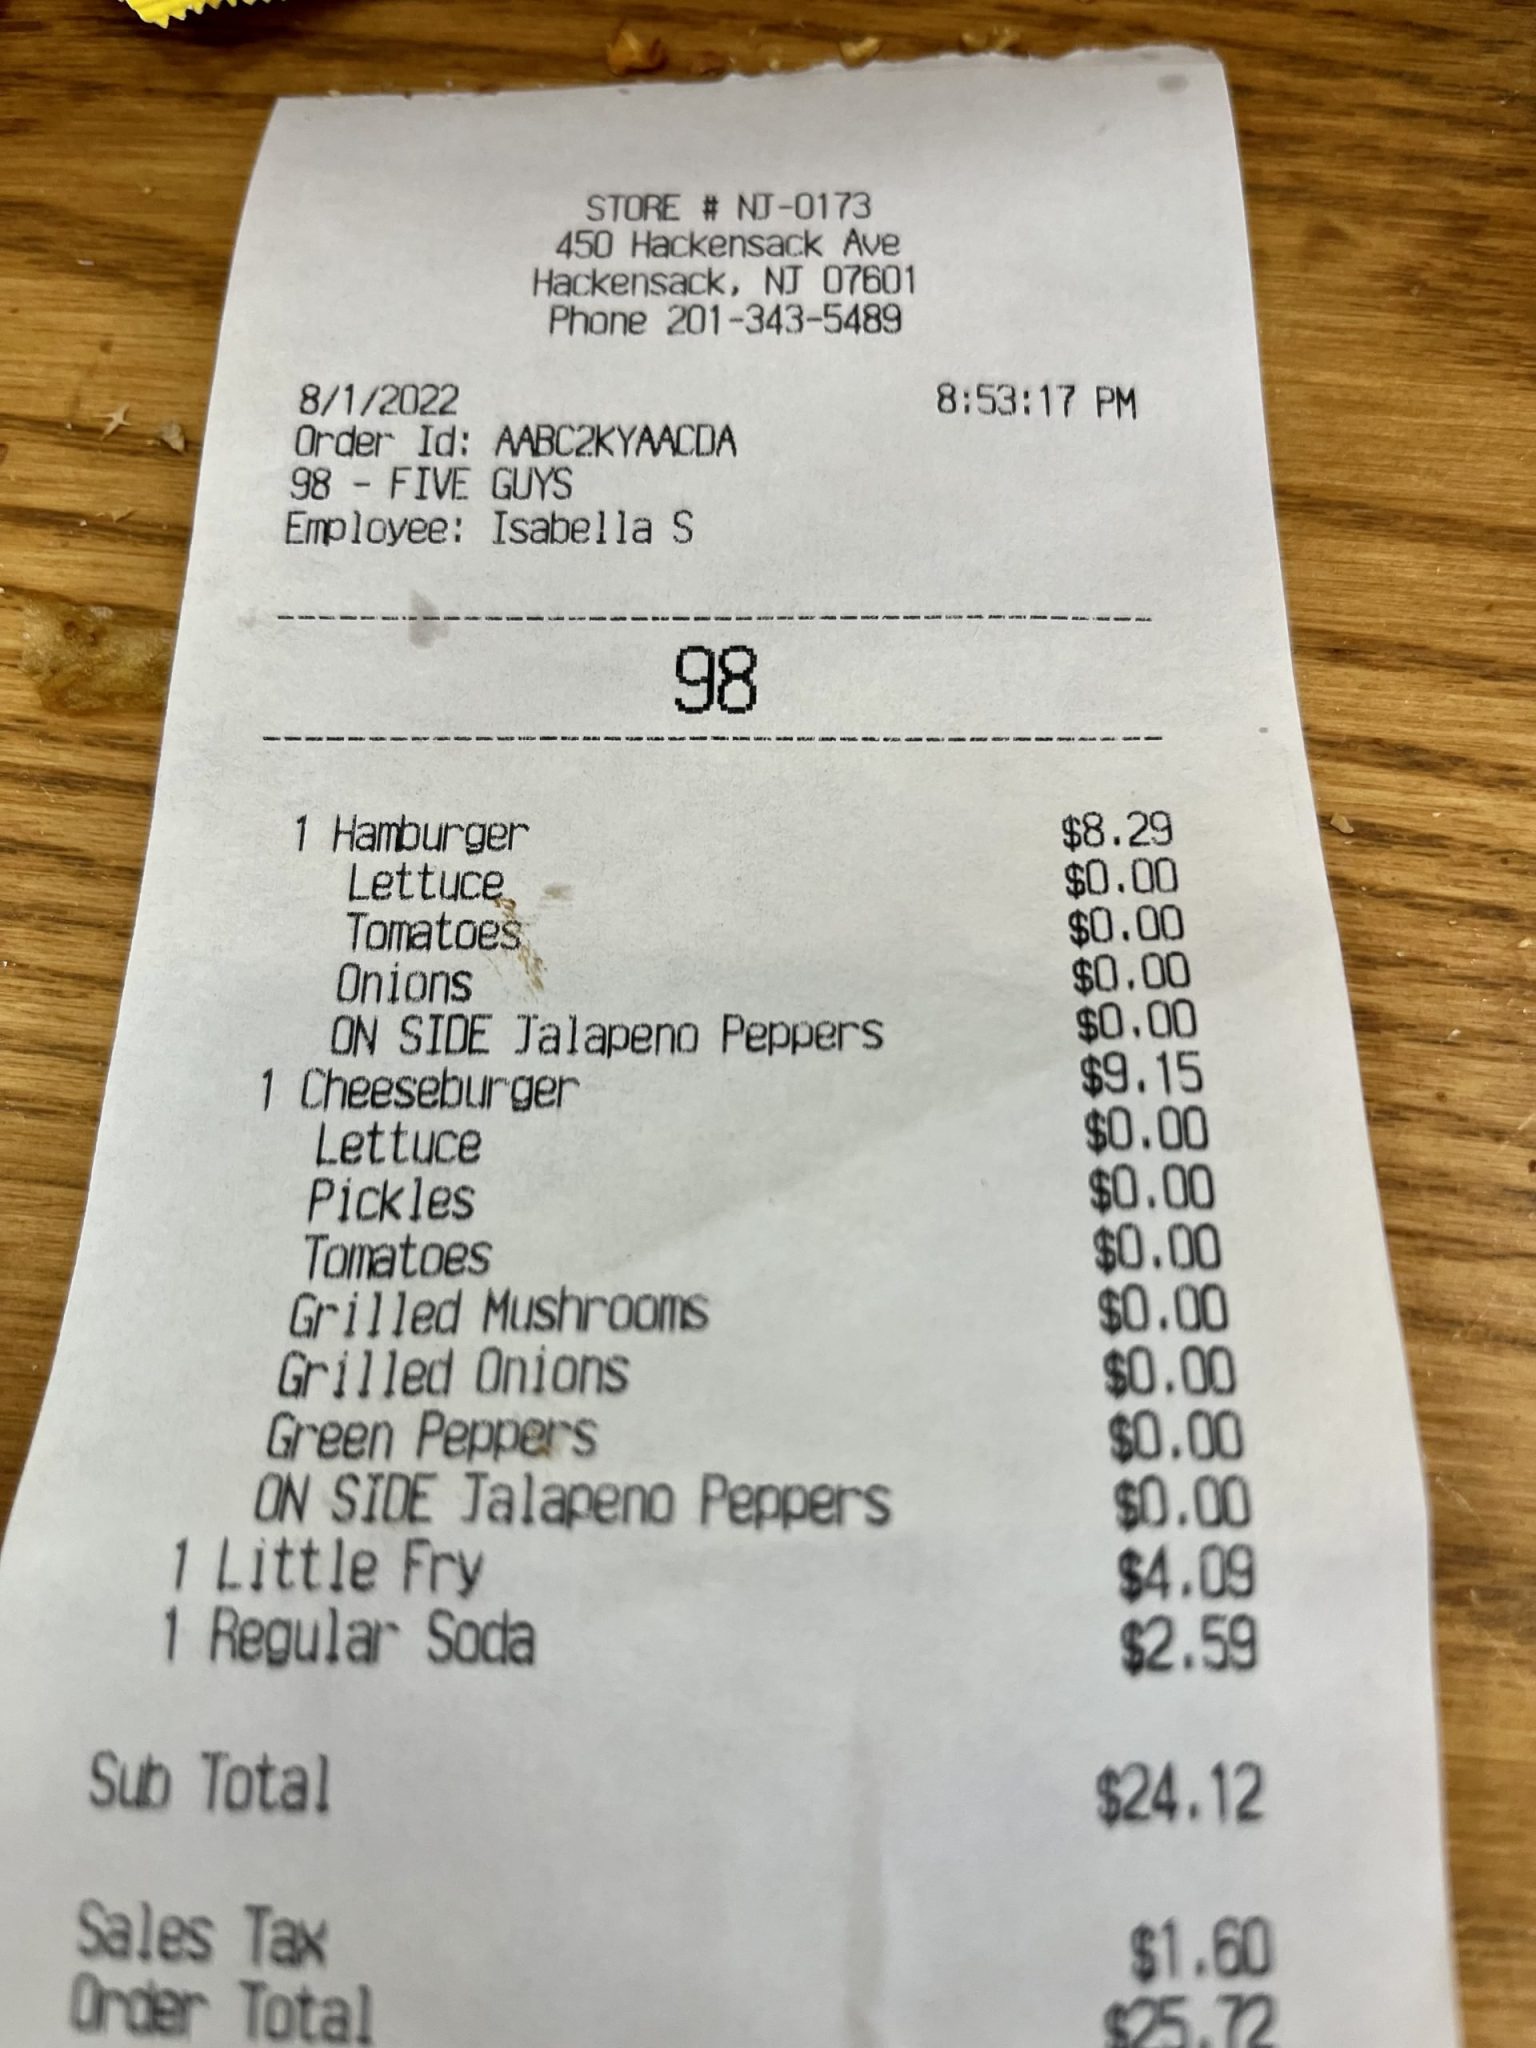 STORE # NJ-0173
450 Hackensack Ave
Hackensack, NJ 07601
Phone 201-343-5489
8/1/2022 8:53:17 PM
Order Id: AABC2KYAACDA
98 - FIVE GUYS
Employee: Isabella S
98
1 Hamburger $8.29
Lettuce $0.00
Tomatoes $0.00
Onions $0.00
ON SIDE Jalapeno Peppers $0.00
1 Cheeseburger $9.15
Lettuce $0.00
Pickles $0.00
Tomatoes $0.00
Grilled Mushrooms $0.00
Grilled Onions $0.00
Green Peppers $0.00
ON SIDE Jalapeno Peppers $0.00
1 Little Fry $4.09
1 Regular Soda $2.59
Sub Total $24.12
Sales Tax $1.60
Order Total $25.72